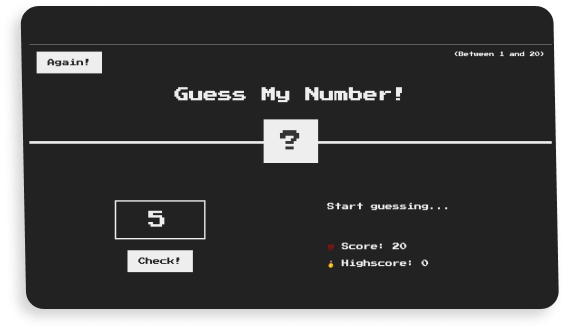 (Between 1 and 20)
Again!
Guess My Number!
?
Start guessing...
5
Score: 20
Check!
Highscore: 0